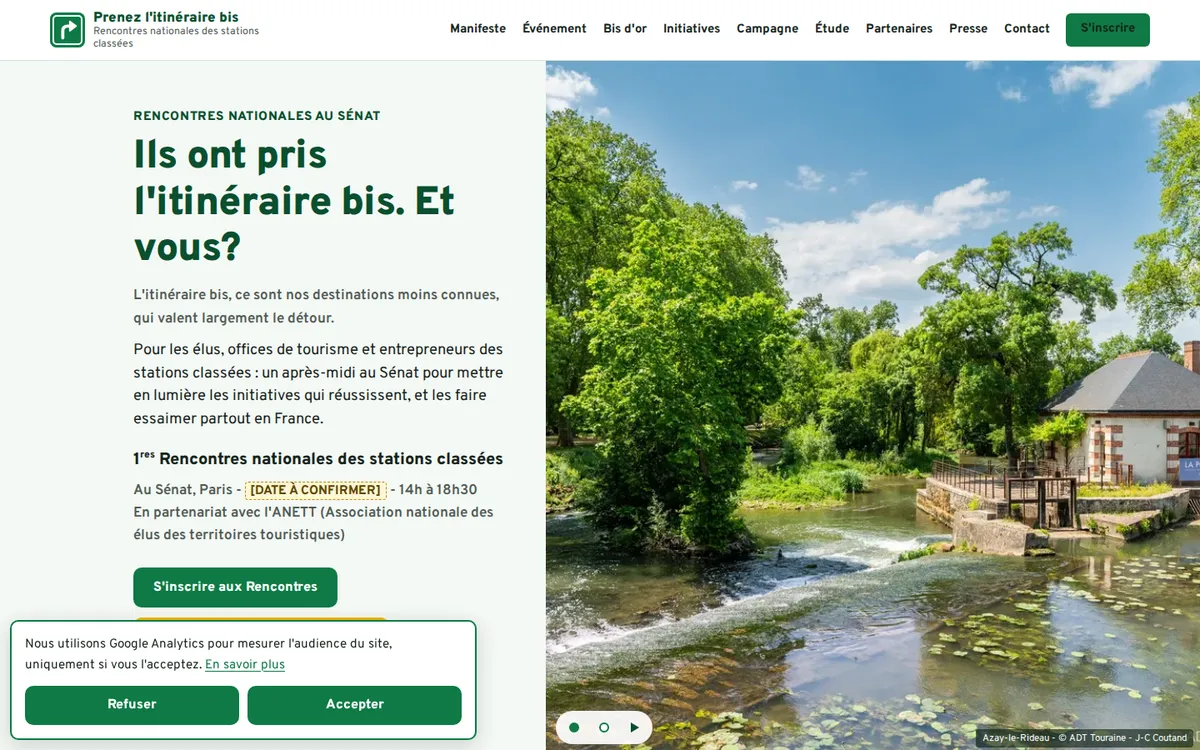 Prenez l'itinéraire bis
Rencontres nationales des stations
classées
Manifeste
Événement
Bis d'or
Initiatives
Campagne
Étude
Partenaires
Presse
Contact
S'inscrire
RENCONTRES NATIONALES AU SÉNAT
Ils ont pris
l'itinéraire bis. Et
vous?
L'itinéraire bis, ce sont nos destinations moins connues,
qui valent largement le détour.
Pour les élus, offices de tourisme et entrepreneurs des
stations classées : un après-midi au Sénat pour mettre
en lumière les initiatives qui réussissent, et les faire
essaimer partout en France.
1res Rencontres nationales des stations classées
Au Sénat, Paris - [DATE À CONFIRMER] - 14h à 18h30
En partenariat avec l'ANETT (Association nationale des
élus des territoires touristiques)
S'inscrire aux Rencontres
Nous utilisons Google Analytics pour mesurer l'audience du site,
uniquement si vous l'acceptez. En savoir plus
Refuser
Accepter
Azay-le-Rideau - © ADT Touraine - J-C Coutand